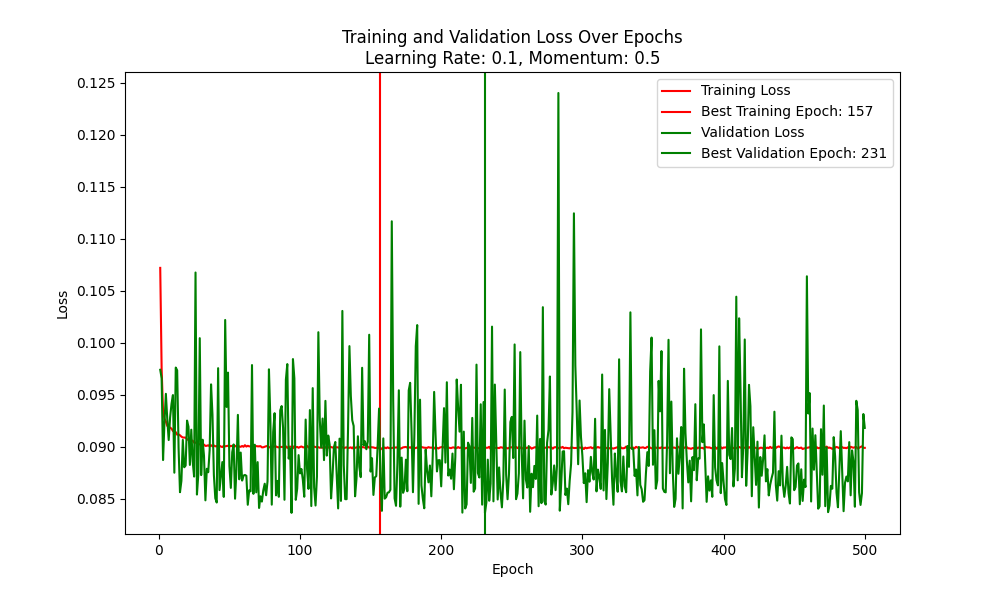 Training and Validation Loss Over Epochs
Learning Rate: 0.1, Momentum: 0.5
Training Loss
Best Training Epoch: 157
Validation Loss
Best Validation Epoch: 231
Loss
0.125
0.120
0.115
0.110
0.105
0.100
0.095
0.090
0.085
0 100 200 300 400 500
Epoch